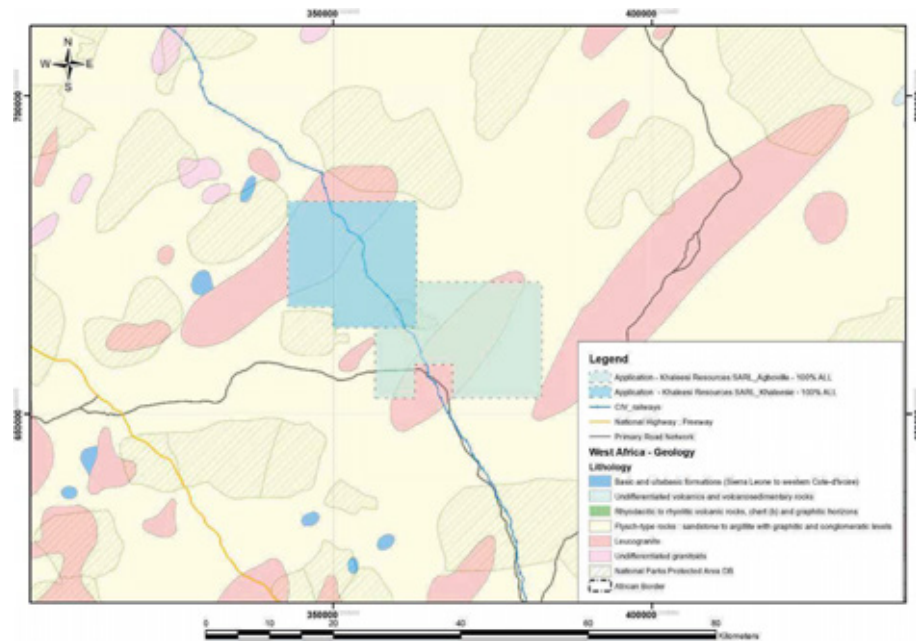 350000
400000
N
W E
S
700000
650000
Legend
Application - Khaleesi Resources SARL_Agboville - 100% ALL
Application - Khaleesi Resources SARL_Khaleesi - 100% ALL
CIV_railways
National Highway ; Freeway
Primary Road Network
West Africa - Geology
Lithology
Basic and ultabasic formations (Sierra Leone to western Cote-d'Ivoire)
Undifferentiated volcanics and volcanosedimentary rocks
Rhyodacitic to rhyolitic volcanic rocks, chert (b) and graphitic horizons
Flysch-type rocks : sandstone to argilite with graphitic and conglomeratic levels
Leucogranite
Undifferentiated granitoids
National Parks Protected Area DB
African Border
350000
400000
0 20 40 60 80
Kilometers